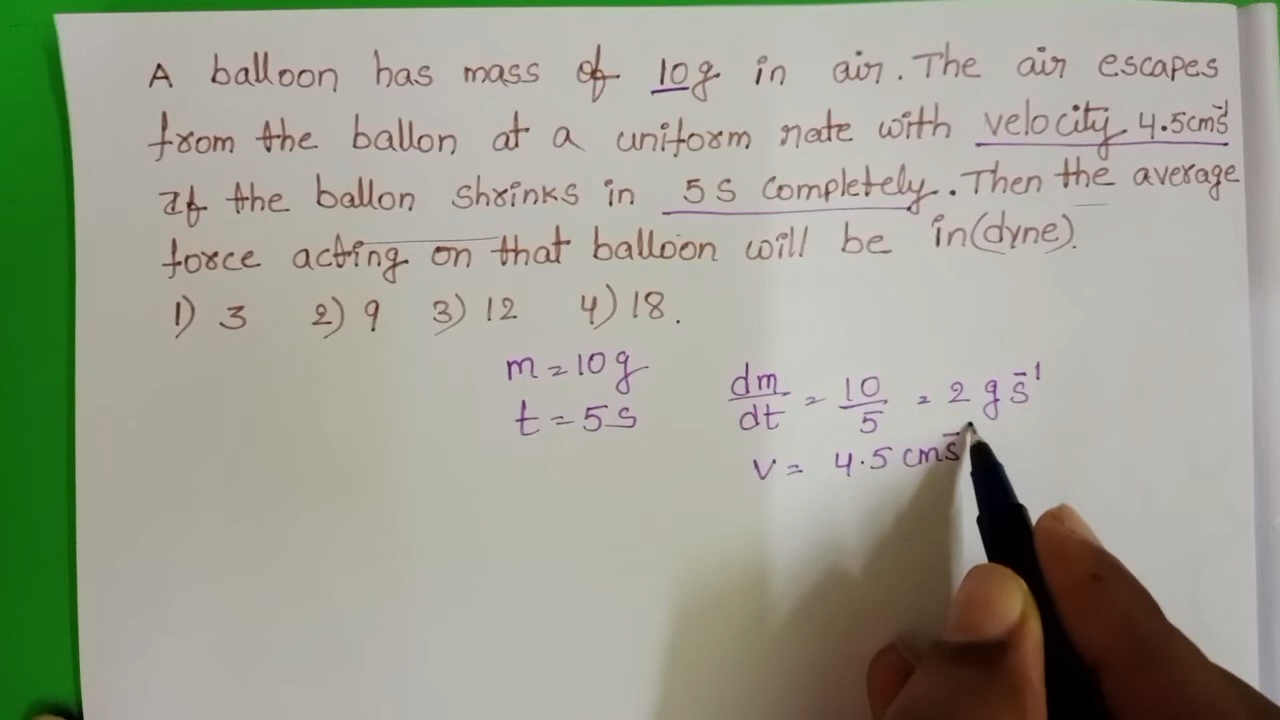 A balloon has mass of 10g in air. The air escapes
from the ballon at a uniform rate with velocity 4.5cms⁻¹
If the ballon shrinks in 5S completely. Then the average
force acting on that balloon will be in(dyne).
1) 3 2) 9 3) 12 4) 18.
m = 10g
t = 5s
dm/dt = 10/5 = 2 g s⁻¹
v = 4.5 cms⁻